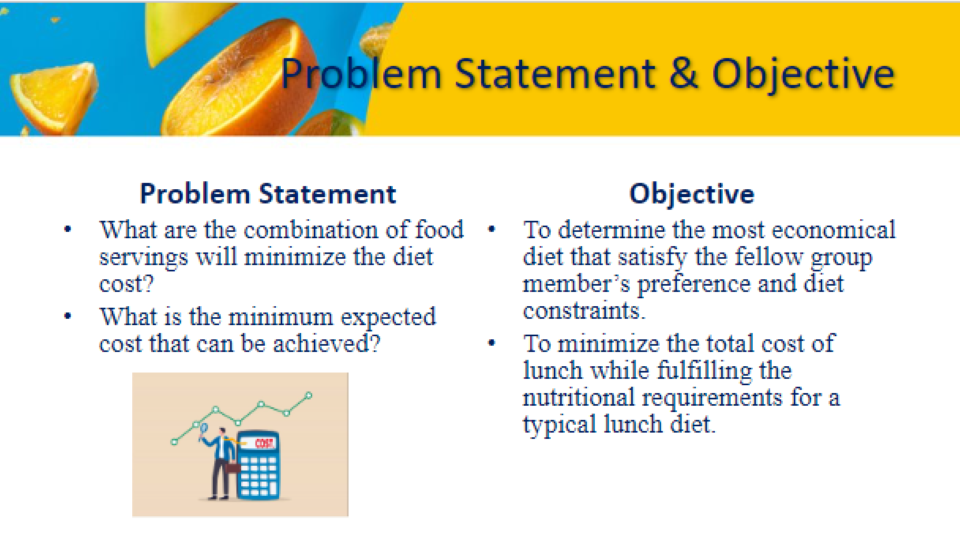 Problem Statement & Objective
Problem Statement
• What are the combination of food
servings will minimize the diet
cost?
• What is the minimum expected
cost that can be achieved?
COST
Objective
• To determine the most economical
diet that satisfy the fellow group
member’s preference and diet
constraints.
• To minimize the total cost of
lunch while fulfilling the
nutritional requirements for a
typical lunch diet.